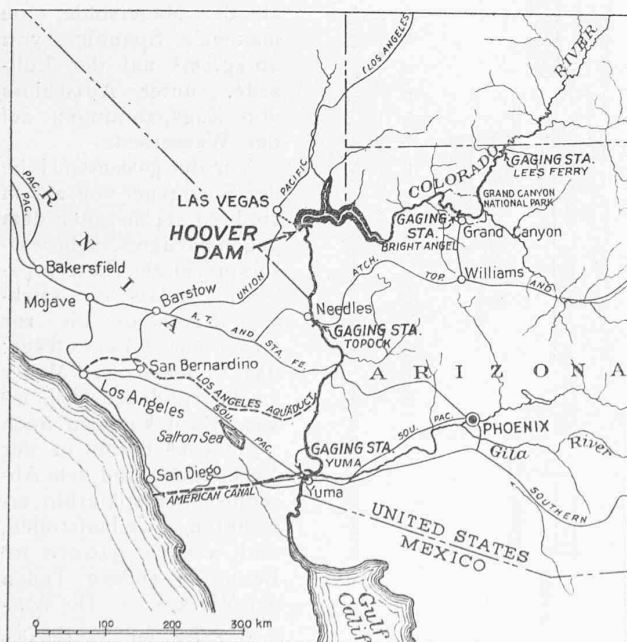 LOS ANGELES
RIVER
COLORADO
GAGING STA.
LEES FERRY
GRAND CANYON
NATIONAL PARK
PACIFIC
LAS VEGAS
HOOVER
DAM
GAGING
STA.
BRIGHT ANGEL
Grand Canyon
PAC.
PAC.
R N I A
Bakersfield
Mojave
Barstow
UNION
ATCH.
TOP.
AND
Williams
Needles
GAGING STA.
TOPOCK
A. T. AND STA. FE.
San Bernardino
Los Angeles
LOS ANGELES AQUADUCT
ARIZONA
Salton Sea
SOU. PAC.
GAGING STA.
YUMA
SOU. PAC.
PHOENIX
Gila River
San Diego
AMERICAN CANAL
Yuma
SOUTHERN
UNITED STATES
MEXICO
Gulf
Calif
0 100 200 300 km